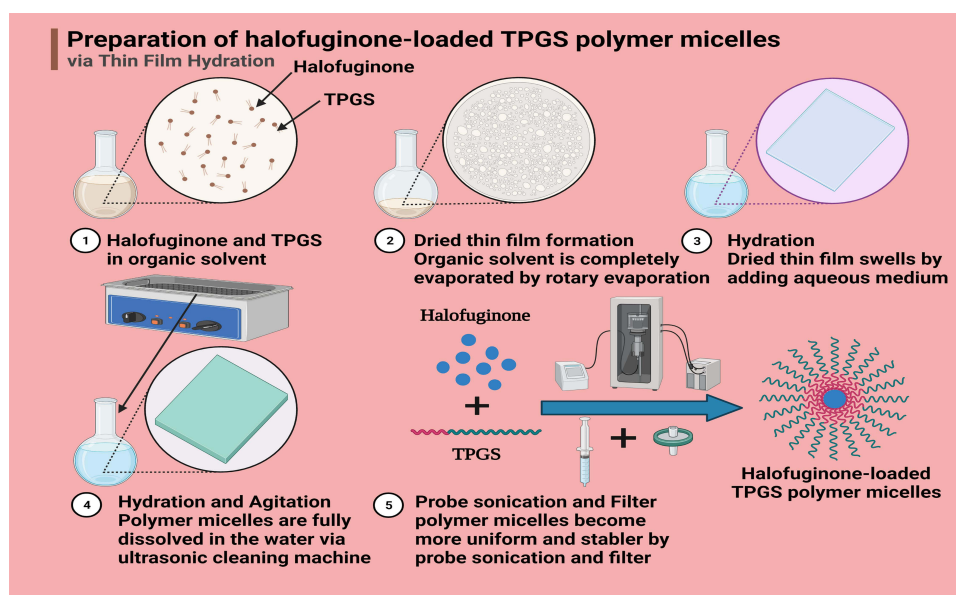 Preparation of halofuginone-loaded TPGS polymer micelles
via Thin Film Hydration
Halofuginone
TPGS
1 Halofuginone and TPGS
in organic solvent
2 Dried thin film formation
Organic solvent is completely
evaporated by rotary evaporation
3 Hydration
Dried thin film swells by
adding aqueous medium
Halofuginone
+
TPGS
+
Halofuginone-loaded
TPGS polymer micelles
4 Hydration and Agitation
Polymer micelles are fully
dissolved in the water via
ultrasonic cleaning machine
5 Probe sonication and Filter
polymer micelles become
more uniform and stabler by
probe sonication and filter